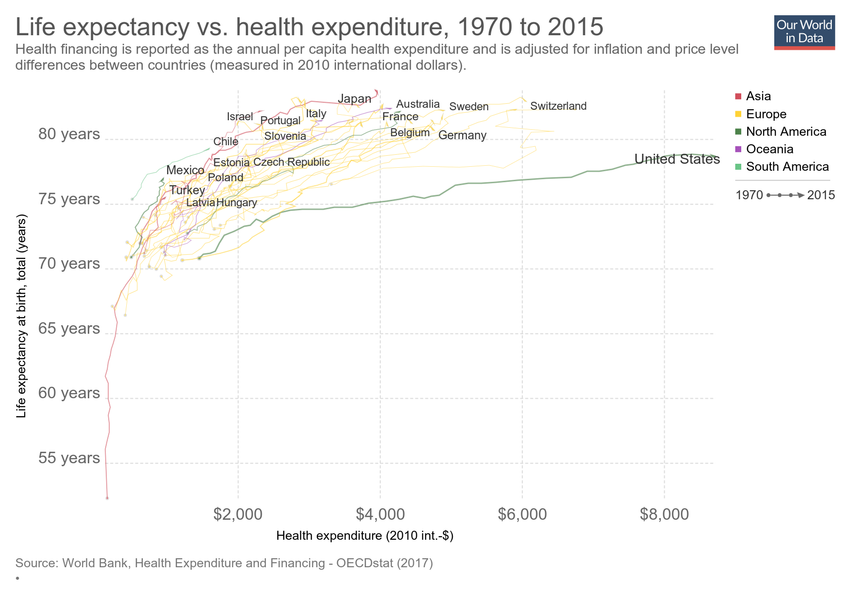 Life expectancy vs. health expenditure, 1970 to 2015
Health financing is reported as the annual per capita health expenditure and is adjusted for inflation and price level
differences between countries (measured in 2010 international dollars).
Our World
in Data
Asia
Europe
North America
Oceania
South America
1970 2015
Life expectancy at birth, total (years)
80 years
75 years
70 years
65 years
60 years
55 years
Japan
Australia
Sweden
Switzerland
Israel
Portugal
Italy
France
Slovenia
Belgium
Germany
Chile
Estonia
Czech Republic
United States
Mexico
Poland
Turkey
Latvia
Hungary
$2,000
$4,000
$6,000
$8,000
Health expenditure (2010 int.-$)
Source: World Bank, Health Expenditure and Financing - OECDstat (2017)
•